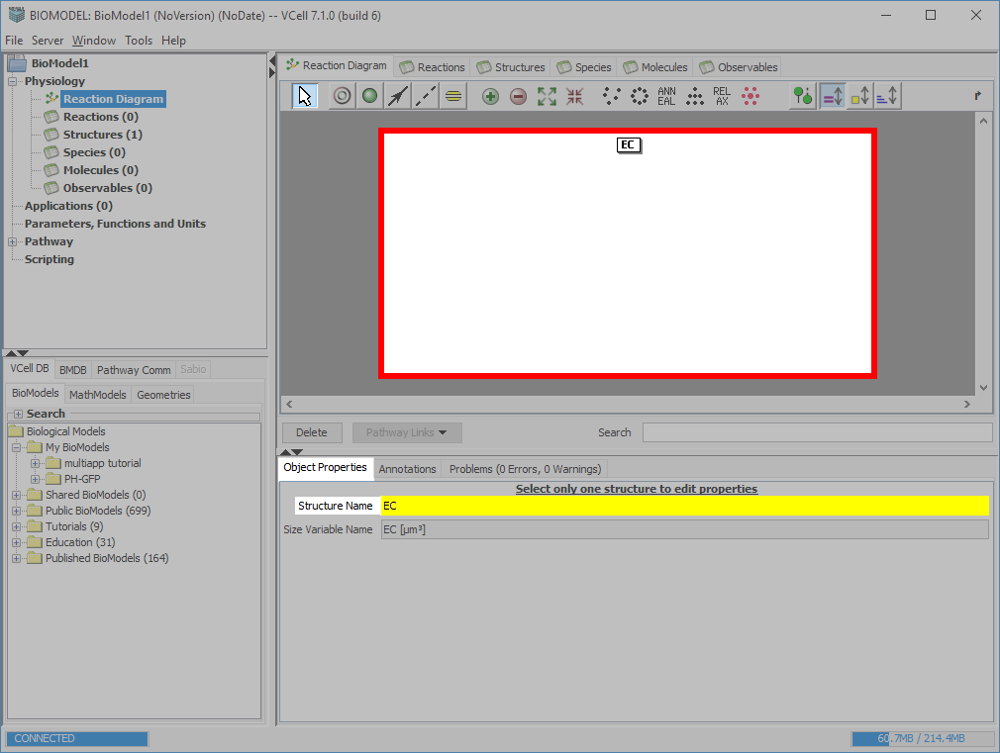 BIOMODEL: BioModel1 (NoVersion) (NoDate) -- VCell 7.1.0 (build 6)
File Server Window Tools Help
BioModel1
Physiology
Reaction Diagram
Reactions (0)
Structures (1)
Species (0)
Molecules (0)
Observables (0)
Applications (0)
Parameters, Functions and Units
Pathway
Scripting
VCell DB BMDB Pathway Comm Sabio
BioModels MathModels Geometries
Search
Biological Models
My BioModels
multiapp tutorial
PH-GFP
Shared BioModels (0)
Public BioModels (699)
Tutorials (9)
Education (31)
Published BioModels (164)
Reaction Diagram Reactions Structures Species Molecules Observables
ANN EAL
REL AX
EC
Delete Pathway Links Search
Object Properties Annotations Problems (0 Errors, 0 Warnings)
Select only one structure to edit properties
Structure Name EC
Size Variable Name EC [µm³]
CONNECTED 60.7MB / 214.4MB